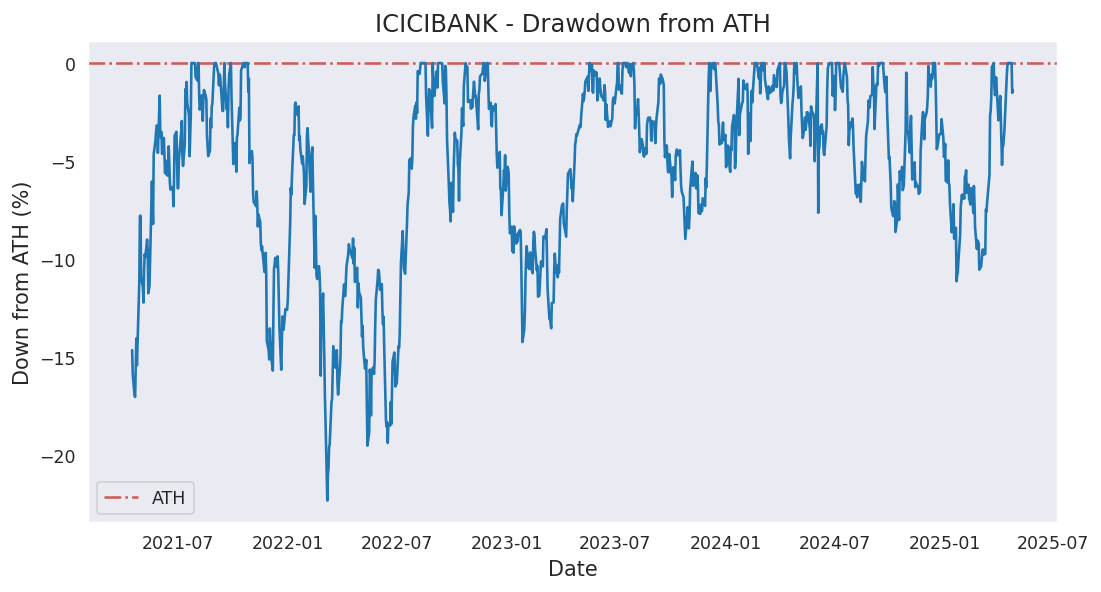 ICICIBANK - Drawdown from ATH
Down from ATH (%)
0
−5
−10
−15
−20
ATH
2021-07 2022-01 2022-07 2023-01 2023-07 2024-01 2024-07 2025-01 2025-07
Date